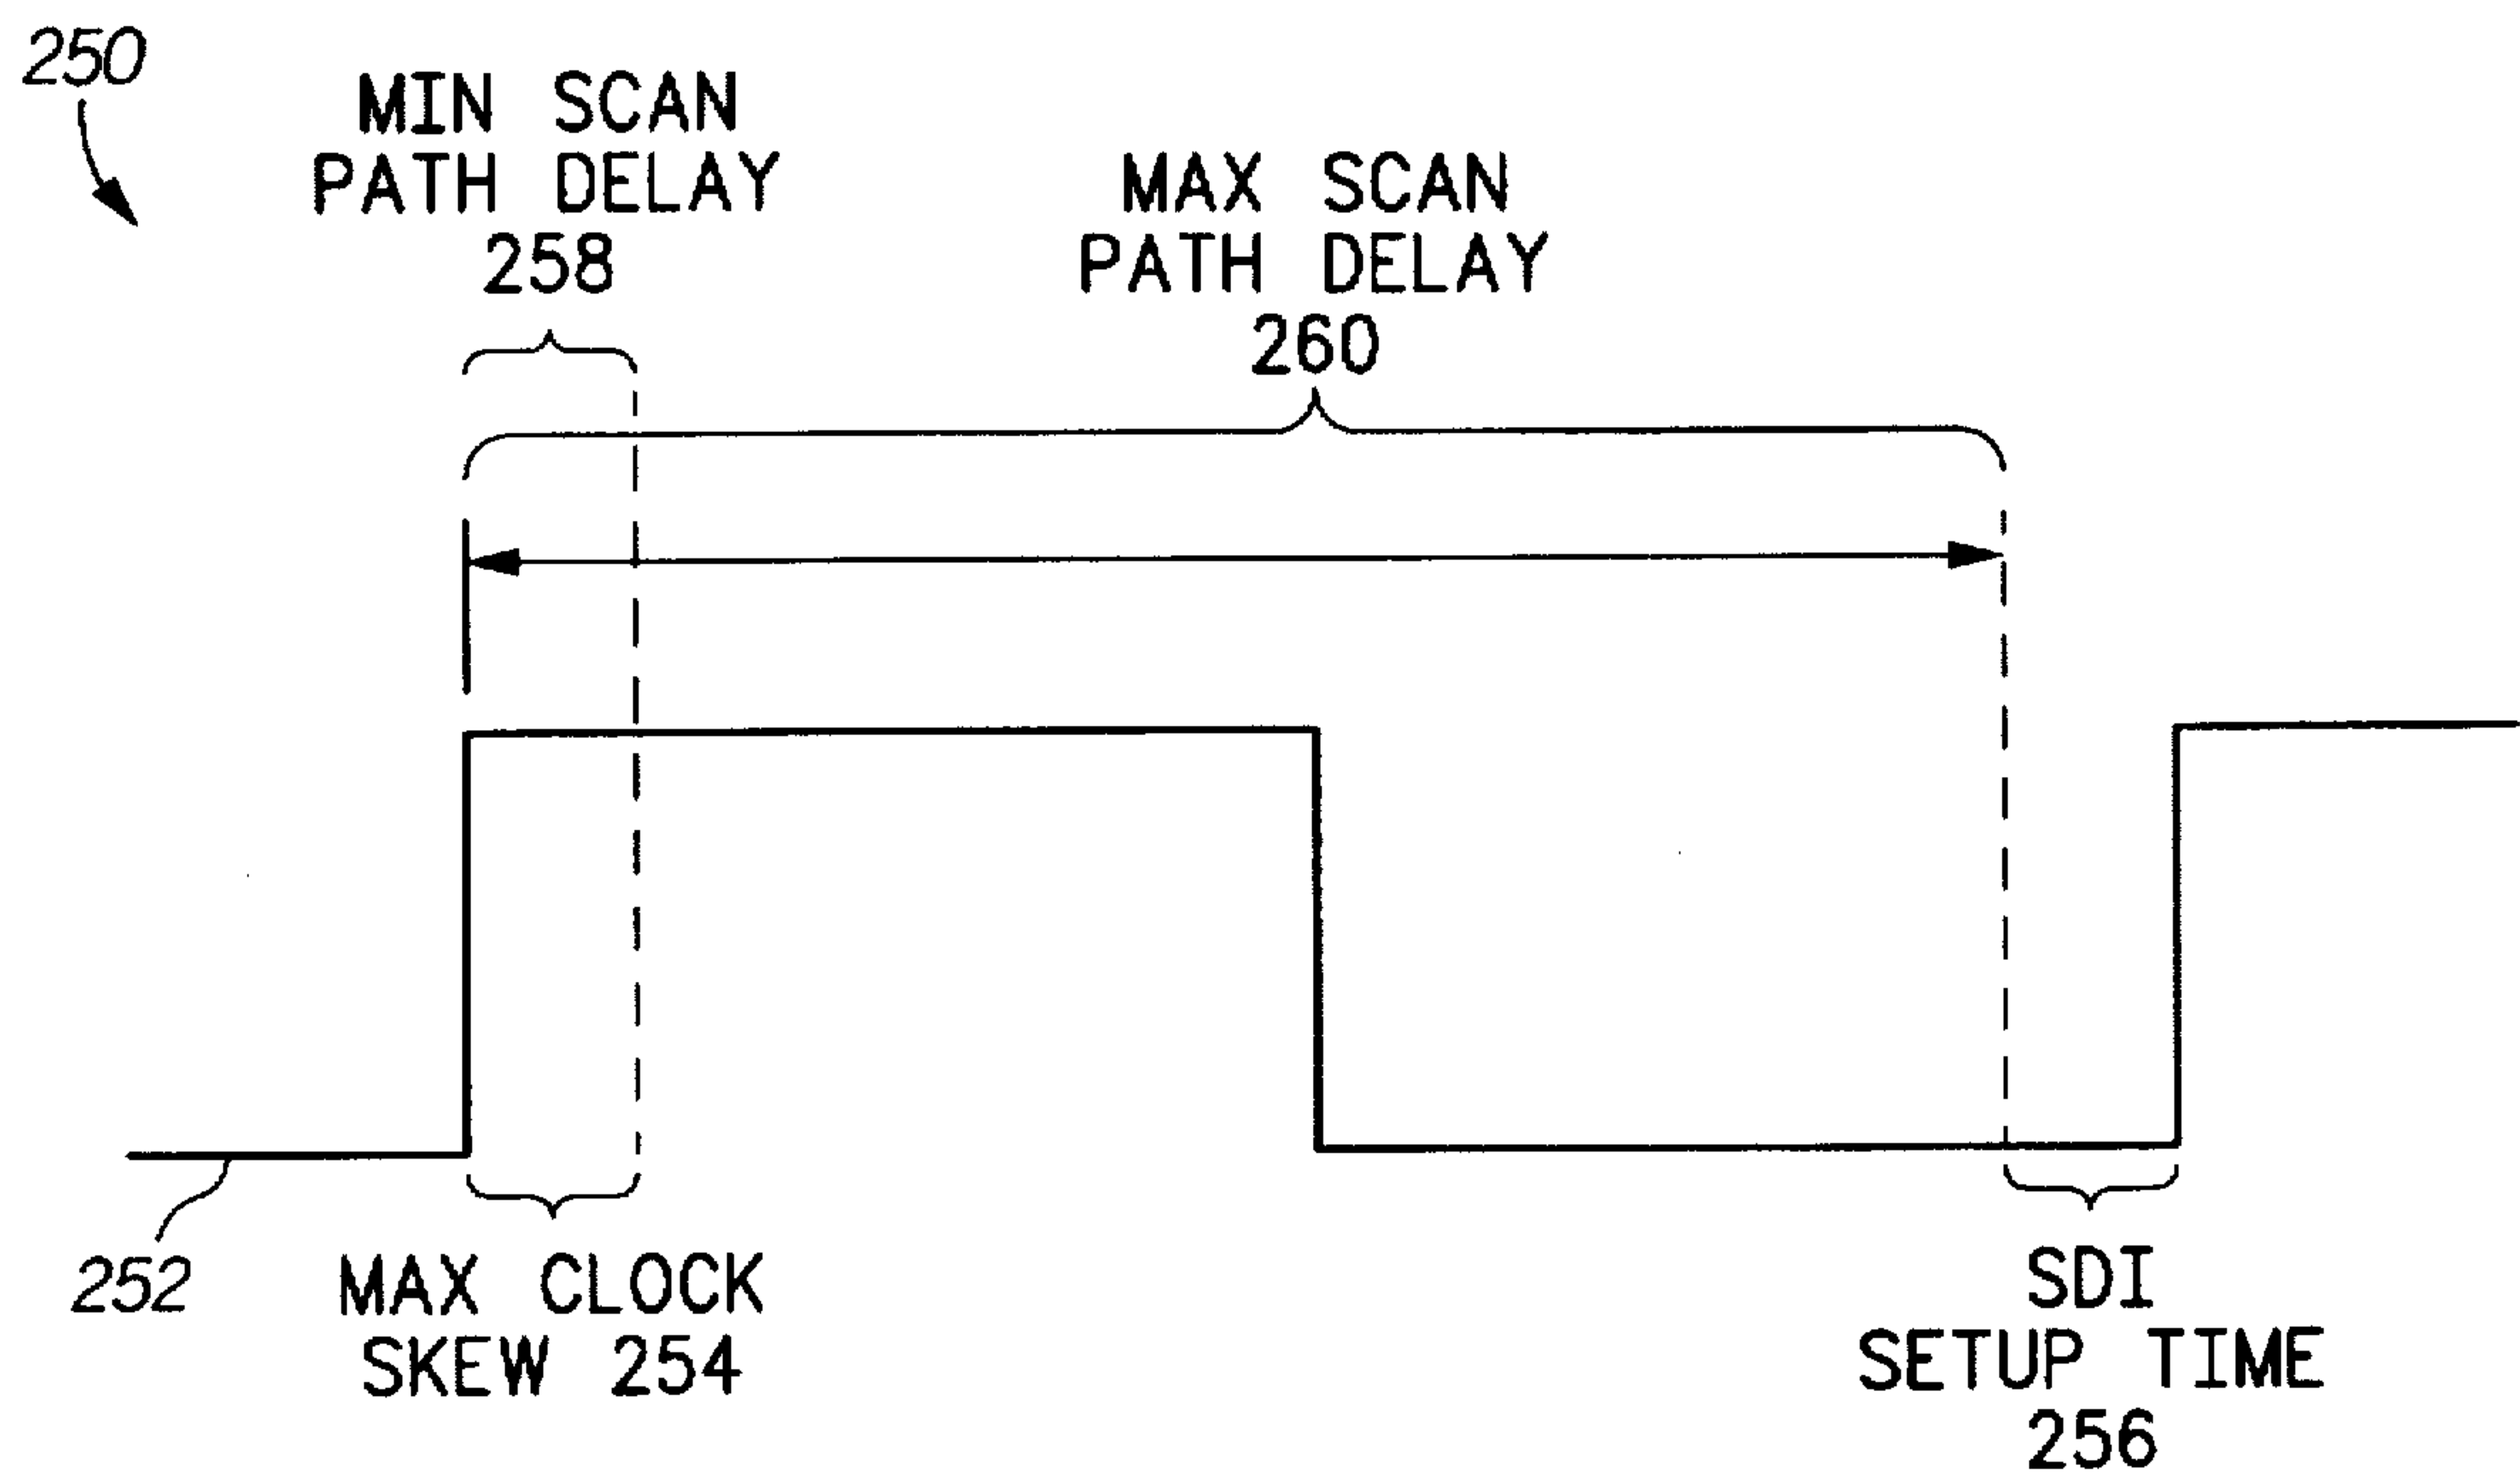 250
MIN SCAN
PATH DELAY
258
MAX SCAN
PATH DELAY
260
252
MAX CLOCK
SKEW 254
SDI
SETUP TIME
256